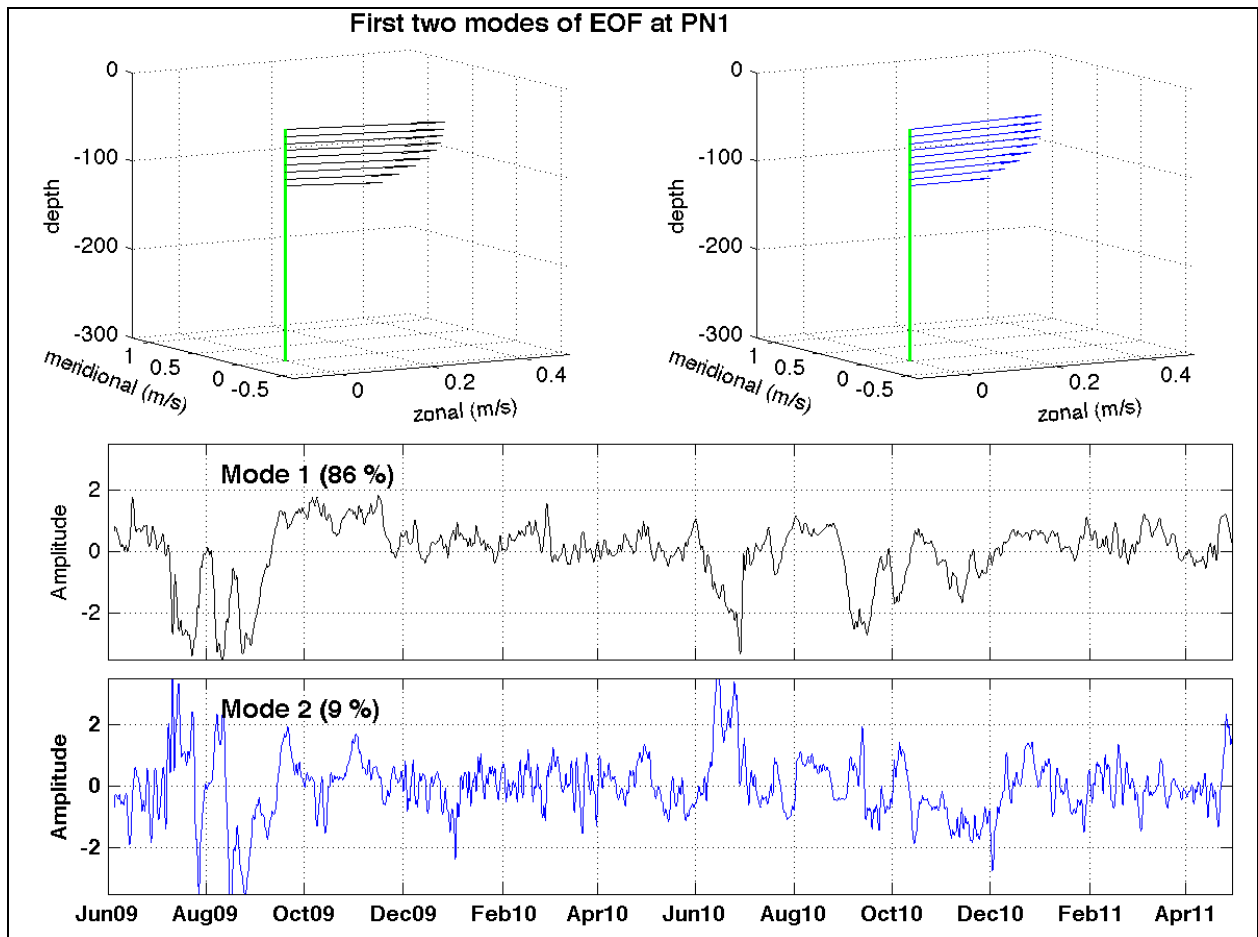 First two modes of EOF at PN1
0
-100
-200
-300
depth
1
0.5
0
-0.5
meridional (m/s)
0
0.2
0.4
zonal (m/s)
0
-100
-200
-300
depth
1
0.5
0
-0.5
meridional (m/s)
0
0.2
0.4
zonal (m/s)
Mode 1 (86 %)
2
0
-2
Amplitude
Mode 2 (9 %)
2
0
-2
Amplitude
Jun09 Aug09 Oct09 Dec09 Feb10 Apr10 Jun10 Aug10 Oct10 Dec10 Feb11 Apr11